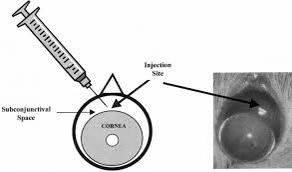 Injection
Site
Subconjunctival
Space
CORNEA